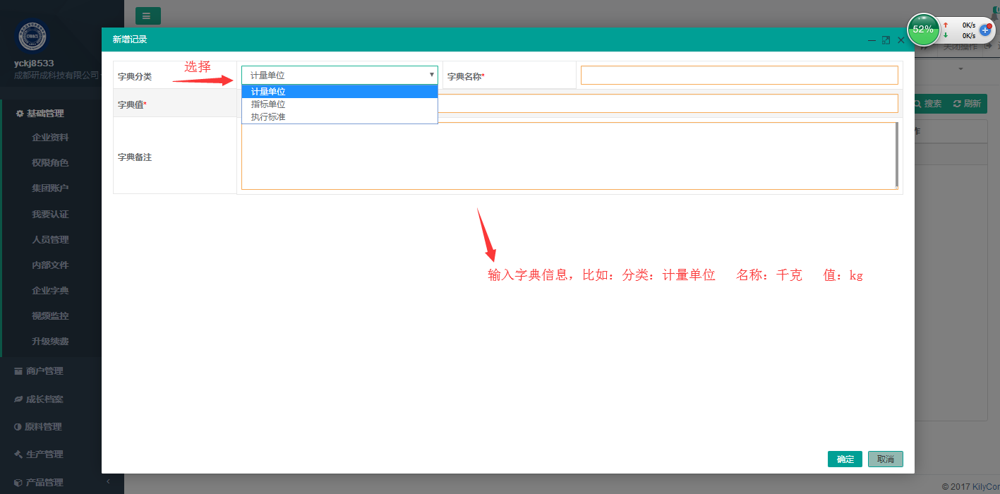 yckj8533
成都研成科技有限公司
基础管理
企业资料
权限角色
集团账户
我要认证
人员管理
内部文件
企业字典
视频监控
升级续费
商户管理
成长档案
原料管理
生产管理
产品管理
新增记录
52%
0K/s
0K/s
关闭操作
搜索 刷新
作
字典分类 选择 计量单位 字典名称*
计量单位
指标单位
执行标准
字典值*
字典备注
输入字典信息，比如：分类：计量单位 名称：千克 值：kg
确定 取消
© 2017 KilyCor